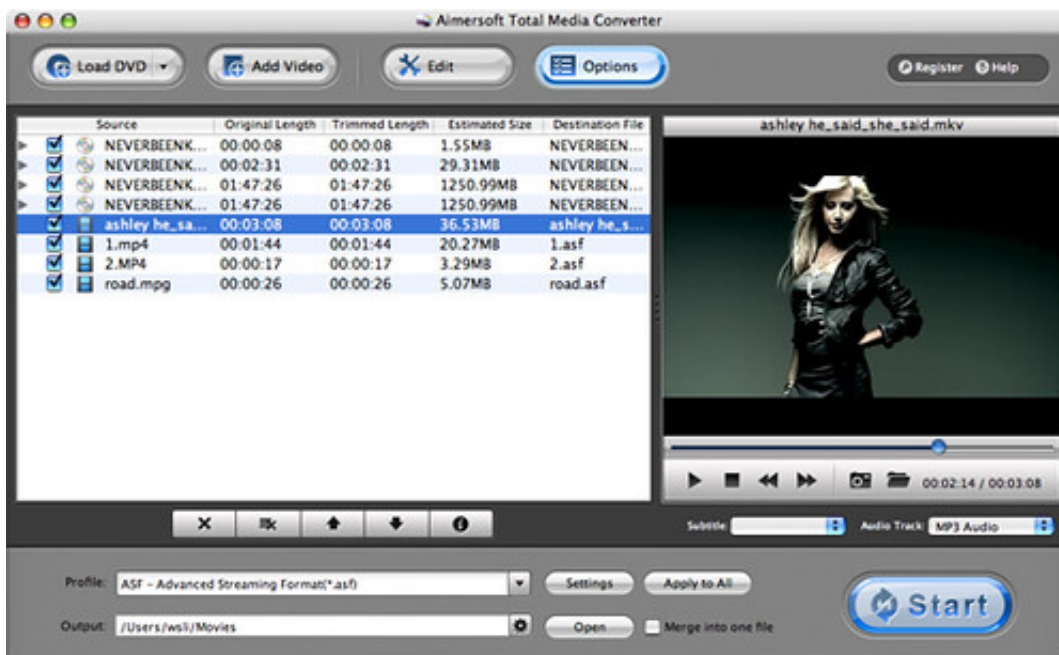 Aimersoft Total Media Converter
Load DVD Add Video Edit Options Register Help
Source Original Length Trimmed Length Estimated Size Destination File
NEVERBEENK... 00:00:08 00:00:08 1.55MB NEVERBEEN...
NEVERBEENK... 00:02:31 00:02:31 29.31MB NEVERBEEN...
NEVERBEENK... 01:47:26 01:47:26 1250.99MB NEVERBEEN...
NEVERBEENK... 01:47:26 01:47:26 1250.99MB NEVERBEEN...
ashley he_sa... 00:03:08 00:03:08 36.53MB ashley he_s...
1.mp4 00:01:44 00:01:44 20.27MB 1.asf
2.MP4 00:00:17 00:00:17 3.29MB 2.asf
road.mpg 00:00:26 00:00:26 5.07MB road.asf
ashley he_said_she_said.mkv
00:02:14 / 00:03:08
Subtitle: Audio Track: MP3 Audio
Profile: ASF - Advanced Streaming Format(*.asf) Settings Apply to All
Output: /Users/wsli/Movies Open Merge into one file
Start